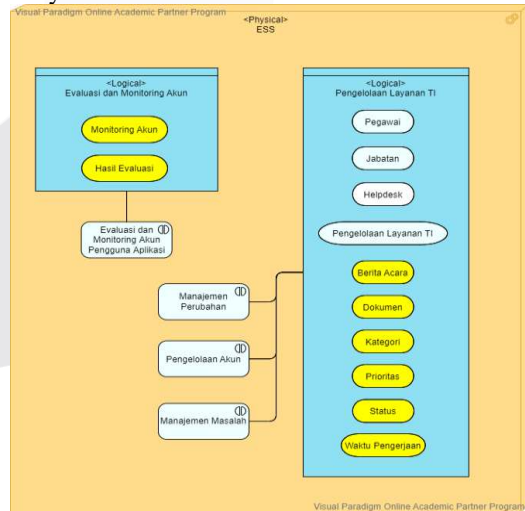 Visual Paradigm Online Academic Partner Program
<Physical>
ESS
<Logical>
Evaluasi dan Monitoring Akun
Monitoring Akun
Hasil Evaluasi
Evaluasi dan
Monitoring Akun
Pengguna Aplikasi
Manajemen
Perubahan
Pengelolaan Akun
Manajemen Masalah
<Logical>
Pengelolaan Layanan TI
Pegawai
Jabatan
Helpdesk
Pengelolaan Layanan TI
Berita Acara
Dokumen
Kategori
Prioritas
Status
Waktu Pengerjaan
Visual Paradigm Online Academic Partner Program